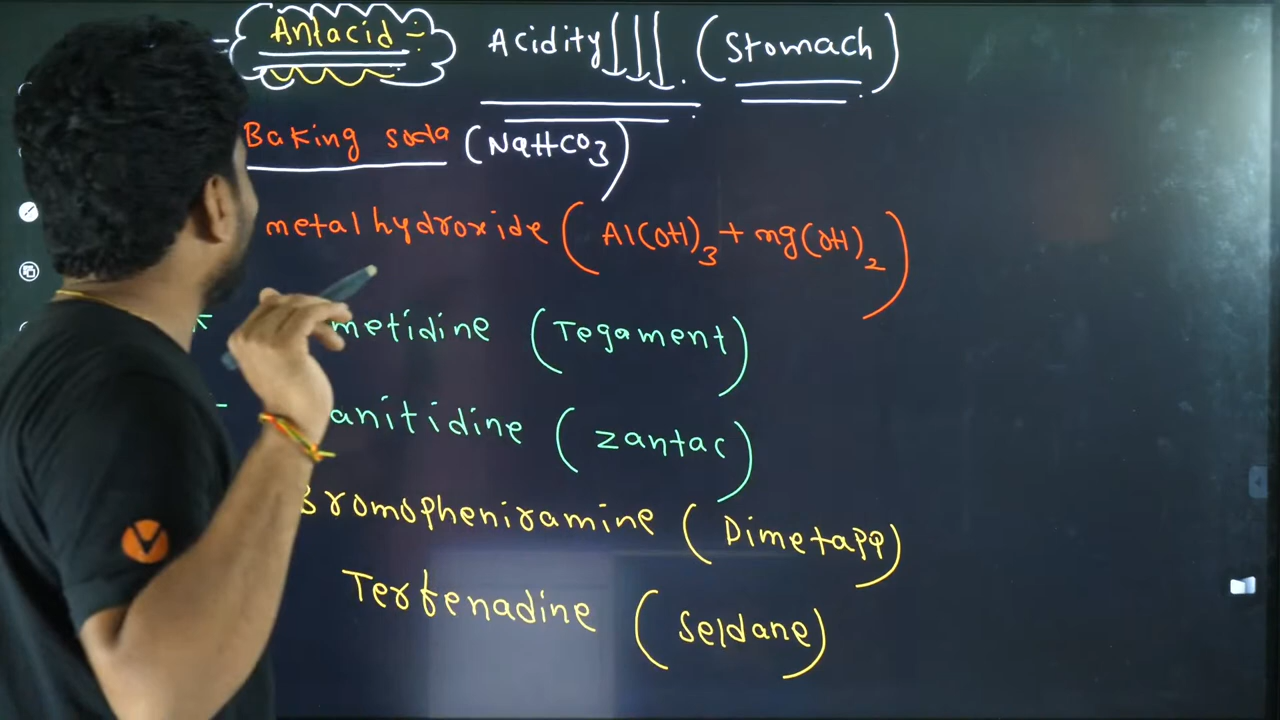 Antacid :- Acidity ↓↓↓ (Stomach)
Baking soda (NaHCO3)
metal hydroxide (Al(OH)3 + mg(OH)2)
metidine (Tegament)
anitidine (zantac)
Bromopheniramine (Dimetapp)
Terfenadine (Seldane)